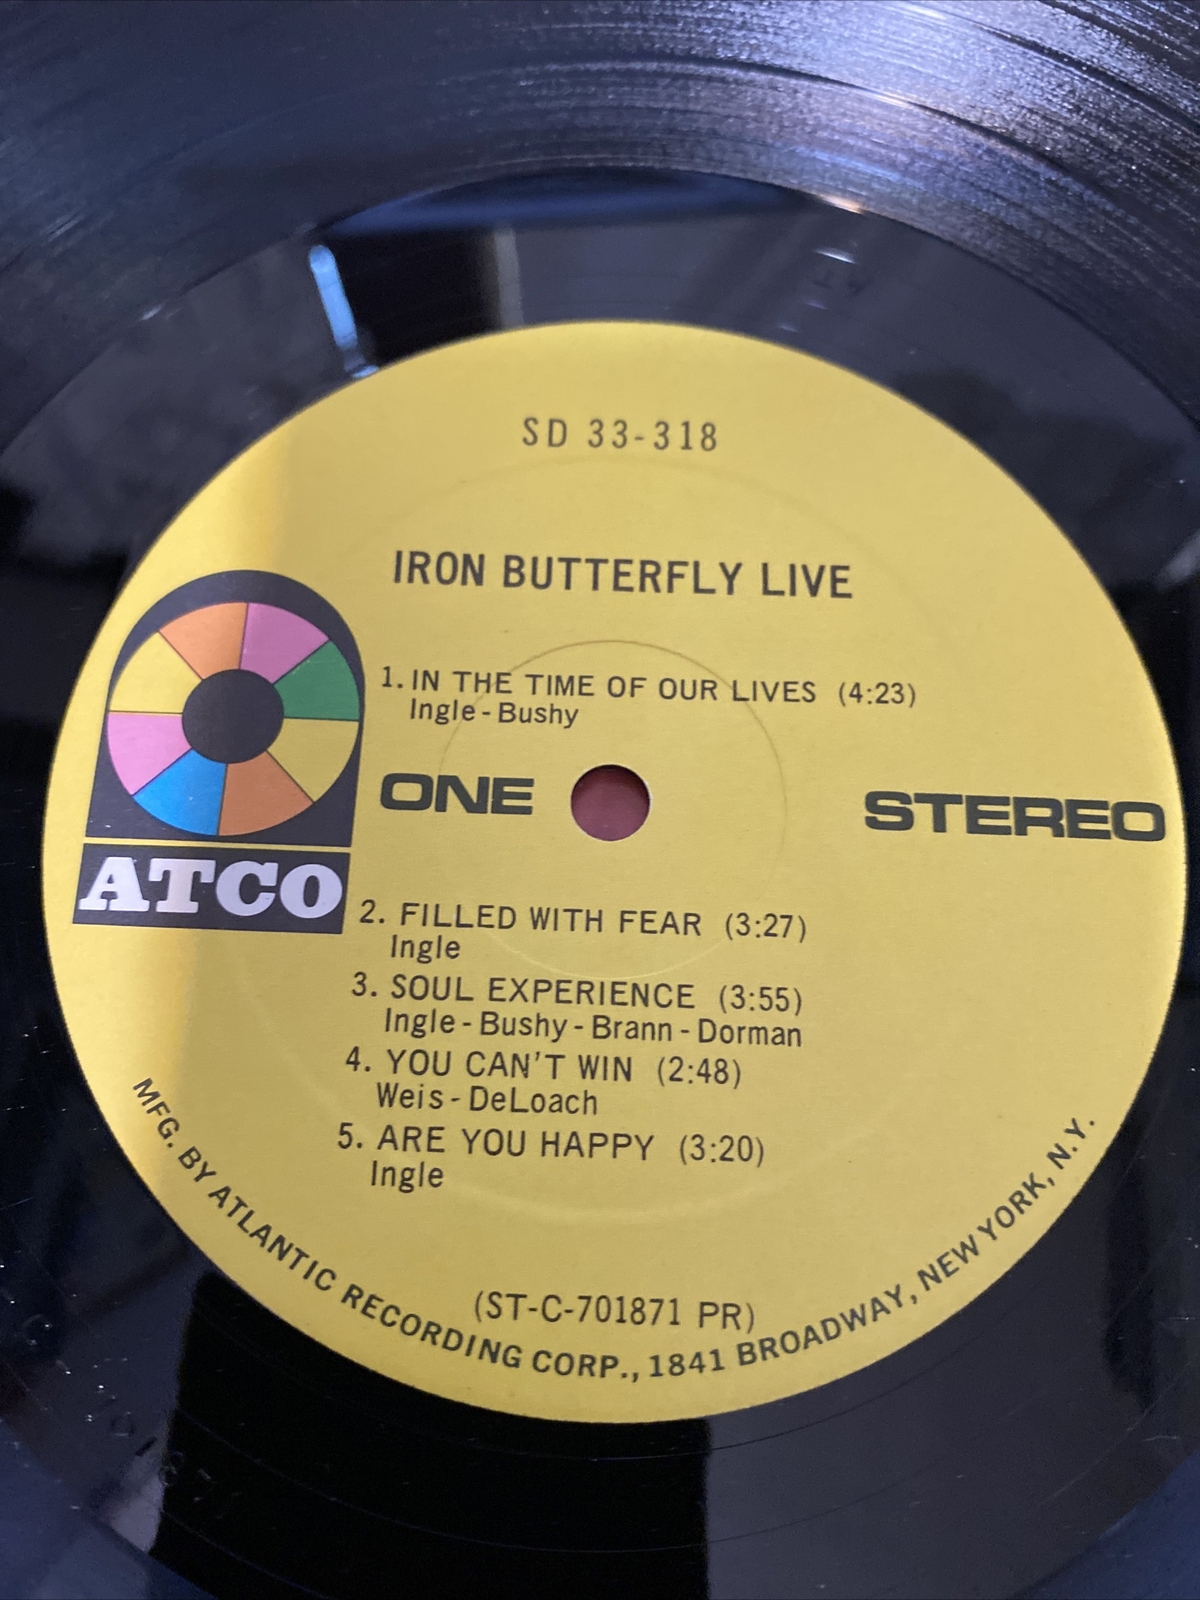 SD 33-318
IRON BUTTERFLY LIVE
1. IN THE TIME OF OUR LIVES (4:23)
Ingle - Bushy
ONE
STEREO
ATCO
2. FILLED WITH FEAR (3:27)
Ingle
3. SOUL EXPERIENCE (3:55)
Ingle - Bushy - Brann - Dorman
4. YOU CAN'T WIN (2:48)
Weis - DeLoach
5. ARE YOU HAPPY (3:20)
Ingle
(ST-C-701871 PR)
MFG. BY ATLANTIC RECORDING CORP., 1841 BROADWAY, NEW YORK, N.Y.